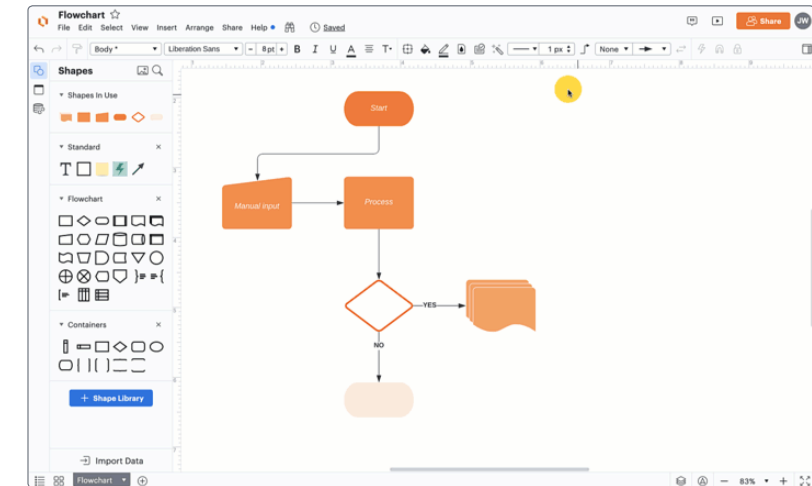 Flowchart
File Edit Select View Insert Arrange Share Help Saved
Share
JW
Body * Liberation Sans - 8 pt + B I U A T 1 px None
Shapes
Shapes In Use
Standard
T
Flowchart
Containers
+ Shape Library
Import Data
Flowchart
Start
Manual input
Process
YES
NO
83%